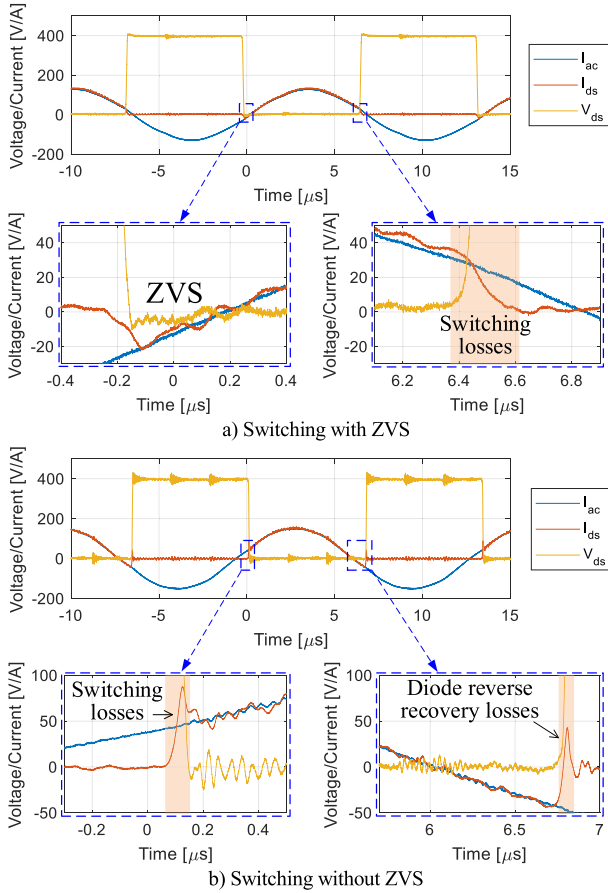 Voltage/Current [V/A]
400
200
0
-200
-10
-5
0
5
10
15
Time [μs]
I_ac
I_ds
V_ds
Voltage/Current [V/A]
40
20
0
-20
ZVS
-0.4
-0.2
0
0.2
0.4
Time [μs]
Voltage/Current [V/A]
40
20
0
-20
Switching
losses
6.2
6.4
6.6
6.8
Time [μs]
a) Switching with ZVS
Voltage/Current [V/A]
400
200
0
-200
-10
-5
0
5
10
15
Time [μs]
I_ac
I_ds
V_ds
Voltage/Current [V/A]
100
50
0
-50
Switching
losses
-0.2
0
0.2
0.4
Time [μs]
Voltage/Current [V/A]
100
50
0
-50
Diode reverse
recovery losses
6
6.5
7
Time [μs]
b) Switching without ZVS